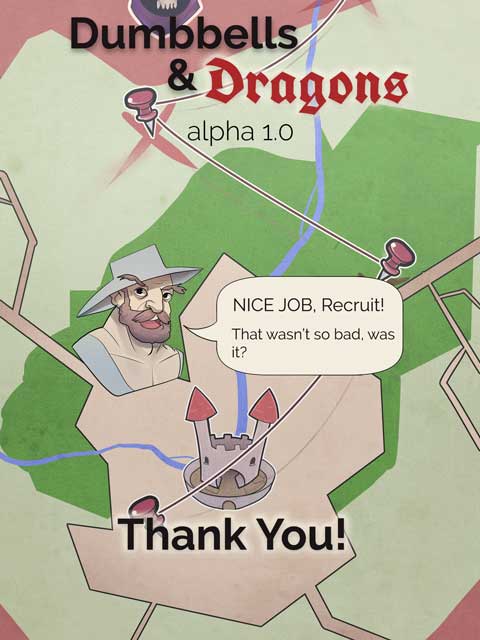 Dumbbells
& Dragons
alpha 1.0
NICE JOB, Recruit!
That wasn't so bad, was
it?
Thank You!